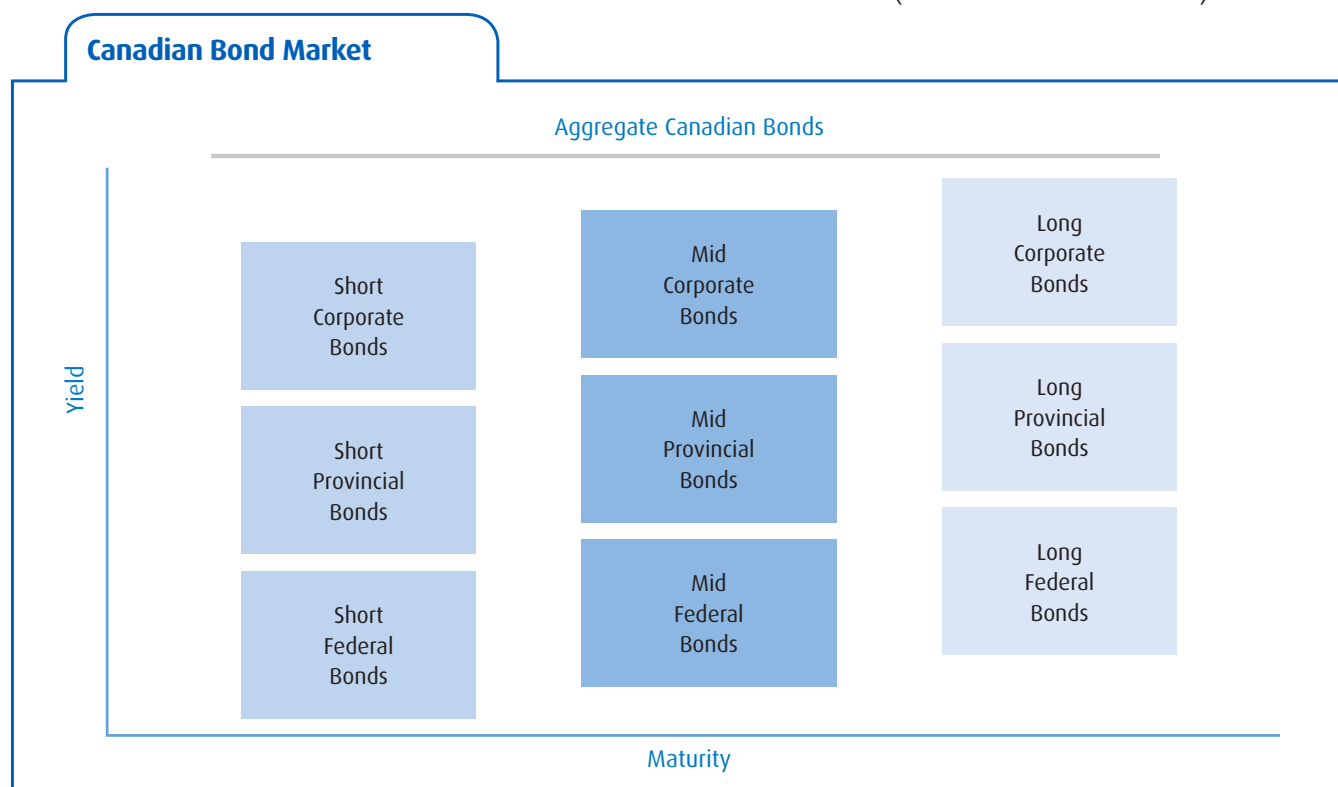 Canadian Bond Market
Aggregate Canadian Bonds
Yield
Short
Corporate
Bonds
Mid
Corporate
Bonds
Long
Corporate
Bonds
Short
Provincial
Bonds
Mid
Provincial
Bonds
Long
Provincial
Bonds
Short
Federal
Bonds
Mid
Federal
Bonds
Long
Federal
Bonds
Maturity